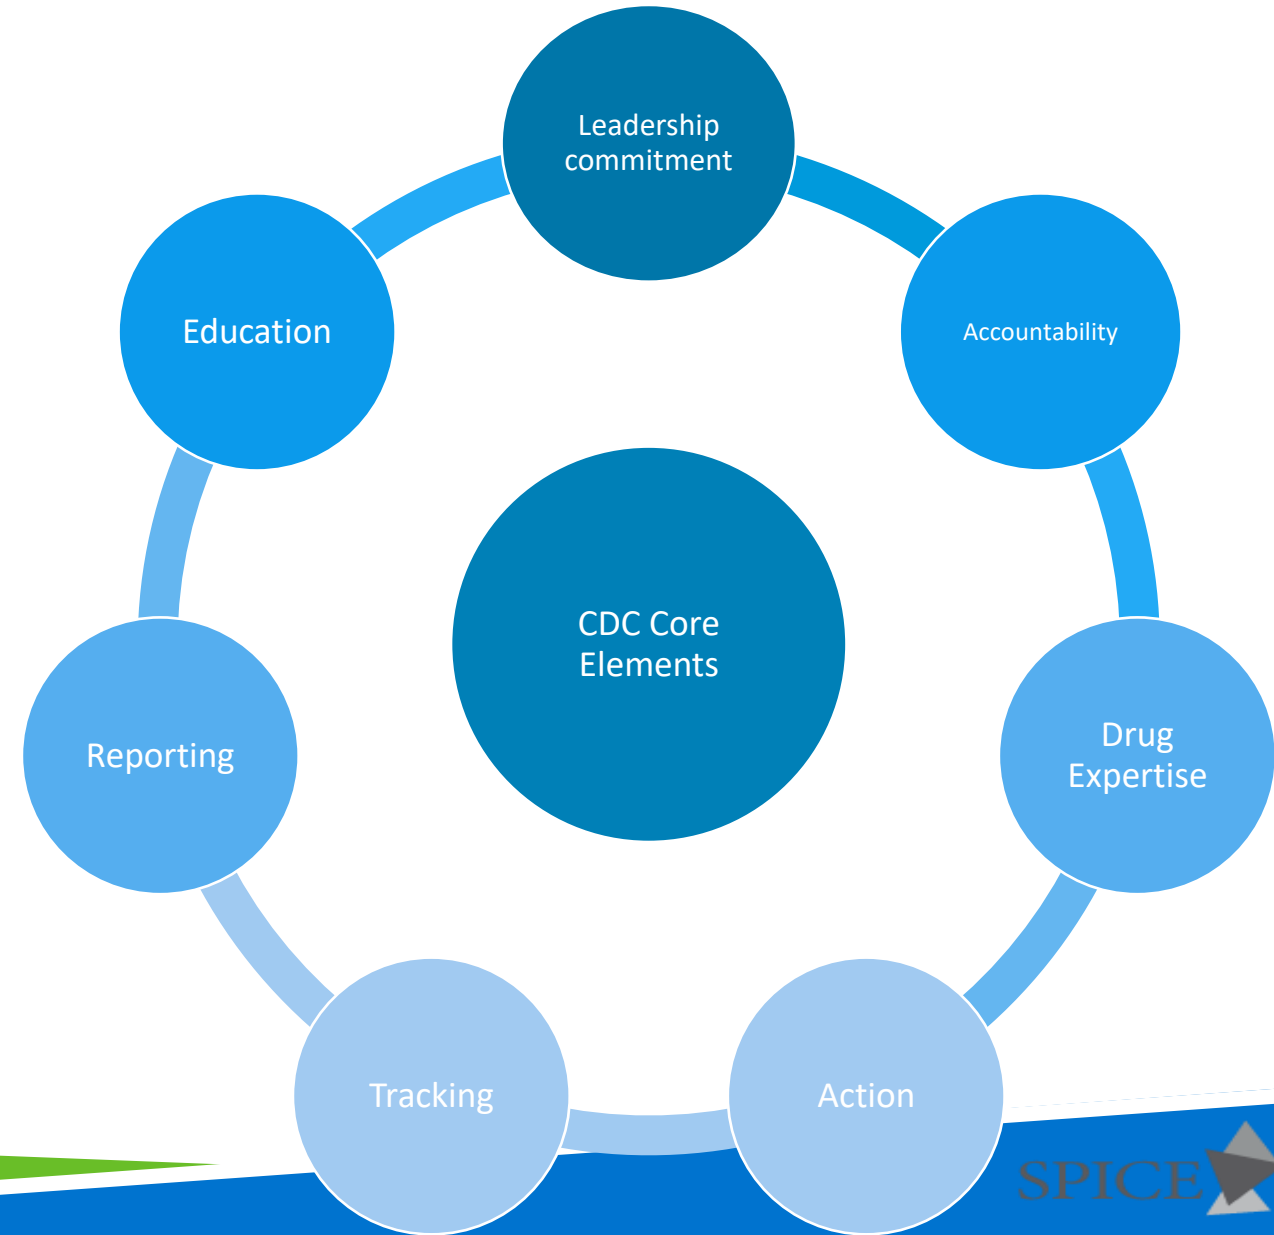 Leadership
commitment
Accountability
Drug
Expertise
Action
Tracking
Reporting
Education
CDC Core
Elements
SPICE